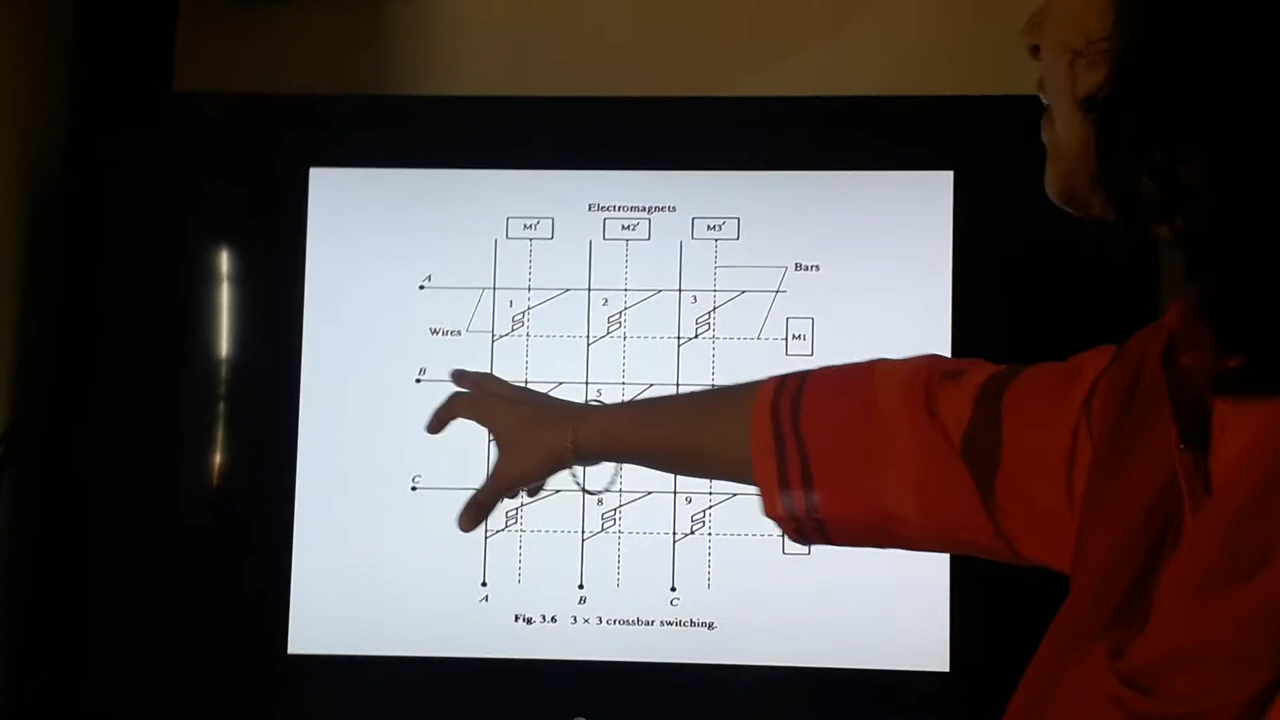 Electromagnets
M1′ M2′ M3′
A
Bars
1 2 3
Wires
M1
B
5
C
8 9
A B C
Fig. 3.6 3 × 3 crossbar switching.